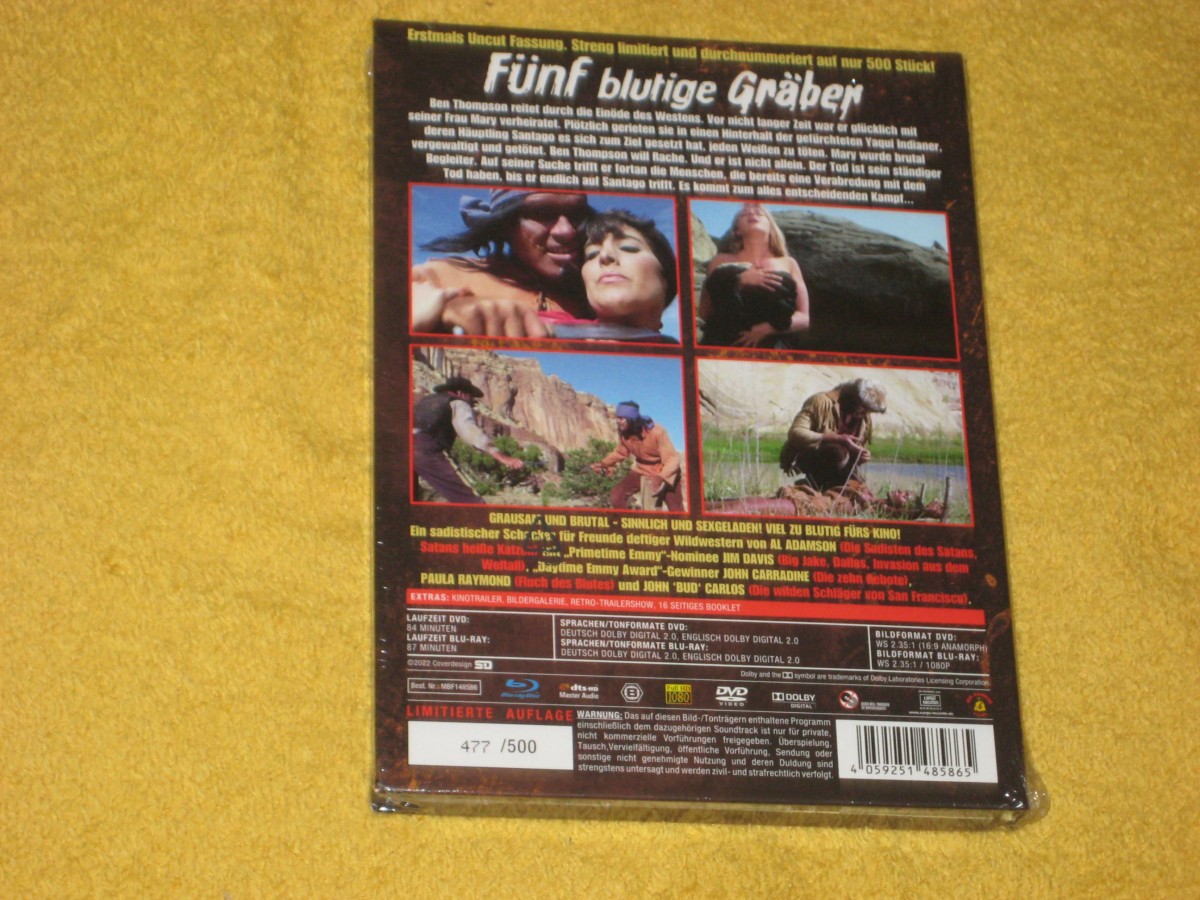 Erstmals Uncut Fassung. Streng limitiert und durchnummeriert auf nur 500 Stück!
Fünf blutige Gräber
Ben Thompson reitet durch die Einöde des Westens. Vor nicht langer Zeit war er glücklich mit
seiner Frau Mary verheiratet. Plötzlich gerieten sie in einen Hinterhalt der gefürchteten Yaqui Indianer,
deren Häuptling Santago es sich zum Ziel gesetzt hat, jeden Weißen zu töten. Mary wurde brutal
vergewaltigt und getötet. Ben Thompson will Rache. Und er ist nicht allein. Der Tod ist sein ständiger
Begleiter. Auf seiner Suche trifft er fortan die Menschen, die bereits eine Verabredung mit dem
Tod haben, bis er endlich auf Santago trifft. Es kommt zum alles entscheidenden Kampf...
GRAUSAM UND BRUTAL - SINNLICH UND SEXGELADEN! VIEL ZU BLUTIG FÜRS KINO!
Ein sadistischer Schocker für Freunde deftiger Wildwestern von AL ADAMSON (Die Sadisten des Satans,
Satans heiße Katzen) mit „Primetime Emmy"-Nominee JIM DAVIS (Big Jake, Dallas, Invasion aus dem
Weltall), „Daytime Emmy Award"-Gewinner JOHN CARRADINE (Die zehn Gebote),
PAULA RAYMOND (Fluch des Blutes) und JOHN 'BUD' CARLOS (Die wilden Schläger von San Francisco).
EXTRAS: KINOTRAILER, BILDERGALERIE, RETRO-TRAILERSHOW, 16 SEITIGES BOOKLET
LAUFZEIT DVD:
84 MINUTEN
LAUFZEIT BLU-RAY:
87 MINUTEN
SPRACHEN/TONFORMATE DVD:
DEUTSCH DOLBY DIGITAL 2.0, ENGLISCH DOLBY DIGITAL 2.0
SPRACHEN/TONFORMATE BLU-RAY:
DEUTSCH DOLBY DIGITAL 2.0, ENGLISCH DOLBY DIGITAL 2.0
BILDFORMAT DVD:
WS 2.35:1 (16:9 ANAMORPH)
BILDFORMAT BLU-RAY:
WS 2.35:1 / 1080P
©2022 Coverdesign SD
Dolby and the DD symbol are trademarks of Dolby Laboratories Licensing Corporation
Best. Nr.: MBF148586
Blu-ray Disc
dts-HD
Master Audio
B
Full HD
1080
DVD
VIDEO
DOLBY
DIGITAL
LIMITIERTE AUFLAGE
477 /500
WARNUNG: Das auf diesen Bild-/Tonträgern enthaltene Programm
einschließlich dem dazugehörigen Soundtrack ist nur für private,
nicht kommerzielle Vorführungen freigegeben. Überspielung,
Tausch,Vervielfältigung, öffentliche Vorführung, Sendung oder
sonstige nicht genehmigte Nutzung und deren Duldung sind
strengstens untersagt und werden zivil- und strafrechtlich verfolgt.
4 059251 485865